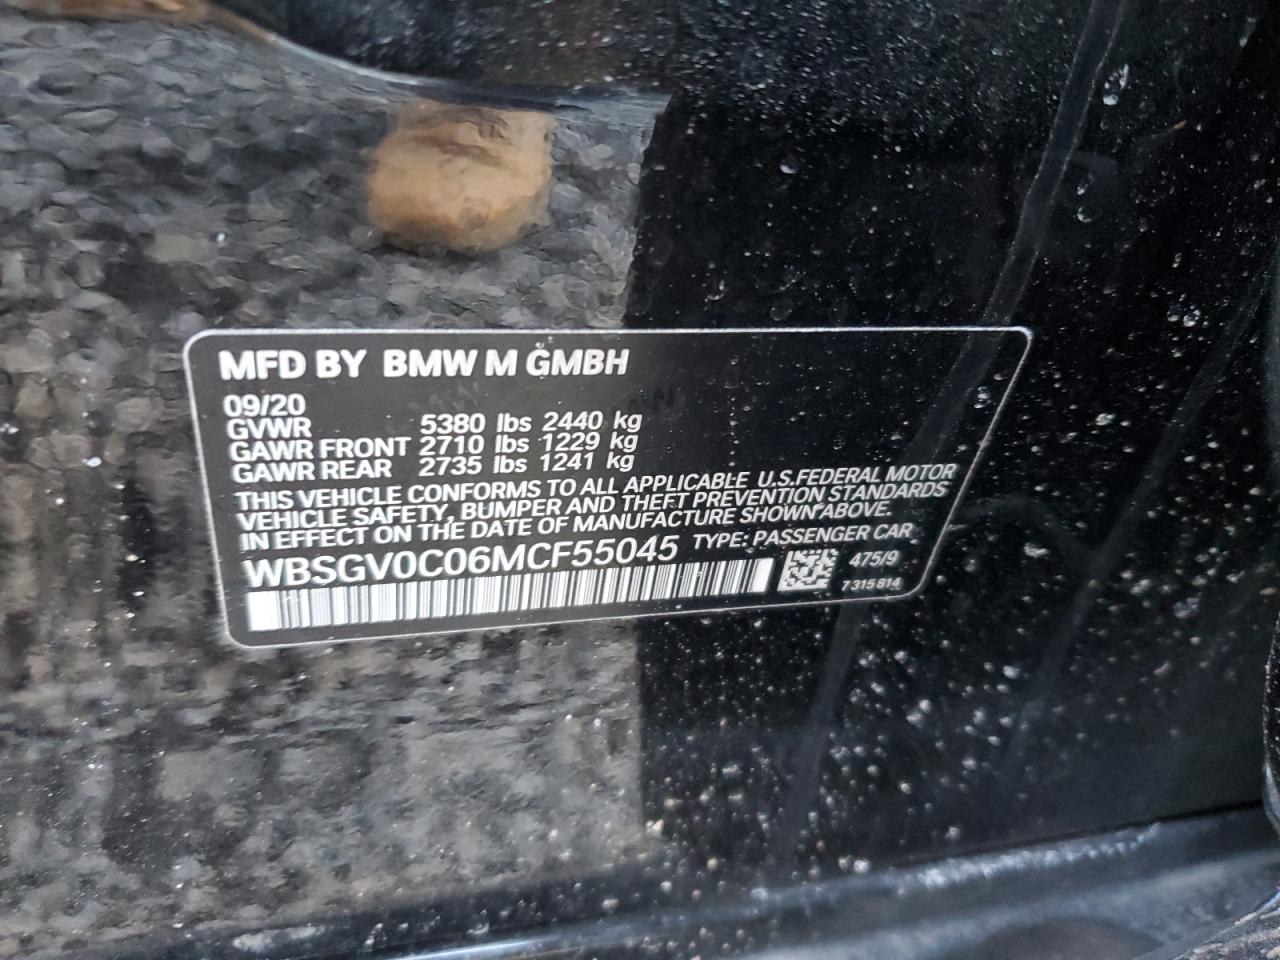 MFD BY BMW M GMBH
09/20
GVWR 5380 lbs 2440 kg
GAWR FRONT 2710 lbs 1229 kg
GAWR REAR 2735 lbs 1241 kg
THIS VEHICLE CONFORMS TO ALL APPLICABLE U.S.FEDERAL MOTOR
VEHICLE SAFETY, BUMPER AND THEFT PREVENTION STANDARDS
IN EFFECT ON THE DATE OF MANUFACTURE SHOWN ABOVE.
WBSGV0C06MCF55045 TYPE: PASSENGER CAR
475/9
7 315 814